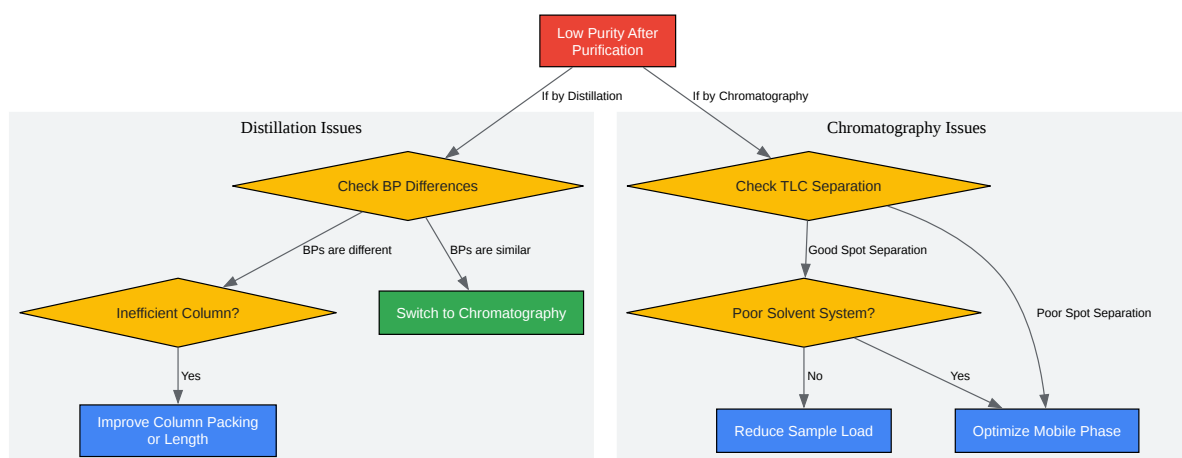 Low Purity After
Purification
If by Distillation
If by Chromatography
Distillation Issues
Chromatography Issues
Check BP Differences
Check TLC Separation
BPs are different
BPs are similar
Good Spot Separation
Inefficient Column?
Switch to Chromatography
Poor Solvent System?
Poor Spot Separation
Yes
No
Yes
Improve Column Packing
or Length
Reduce Sample Load
Optimize Mobile Phase